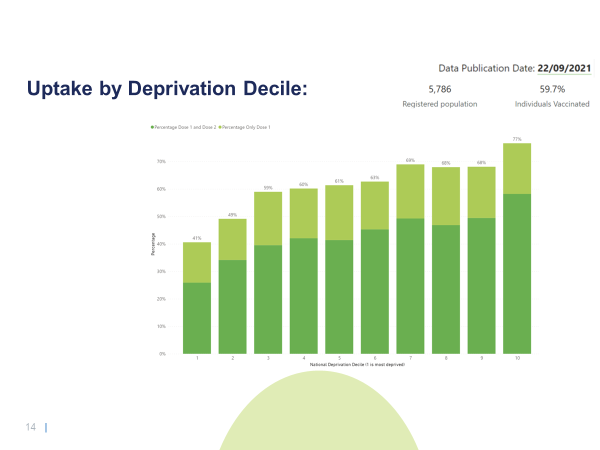 Data Publication Date: 22/09/2021
Uptake by Deprivation Decile:
5,786 59.7%
Registered population Individuals Vaccinated
Percentage Dose 1 and Dose 2 Percentage Only Dose 1
77%
69% 68% 68%
70%
59% 60% 61% 63%
60%
49%
50%
41%
40%
Percentage
30%
20%
10%
0%
1 2 3 4 5 6 7 8 9 10
National Deprivation Decile (1 is most deprived)
14